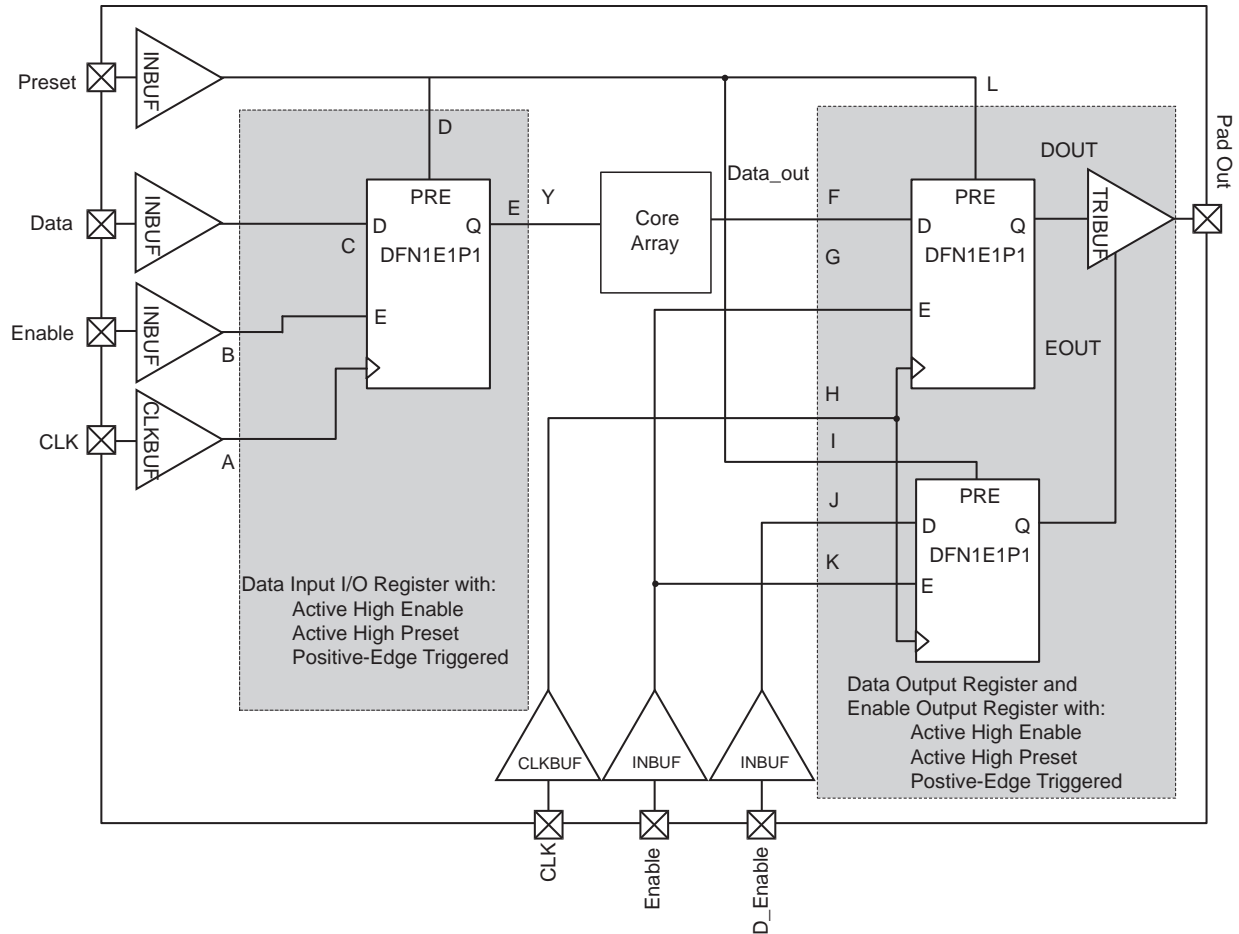 Preset
INBUF
D
L
Pad Out
Data
INBUF
C
PRE
D
Q
DFN1E1P1
E
E
Y
Core
Array
Data_out
F
G
PRE
D
Q
DFN1E1P1
E
DOUT
TRIBUF
EOUT
Enable
INBUF
B
CLK
CLKBUF
A
H
I
J
K
PRE
D
Q
DFN1E1P1
E
Data Input I/O Register with:
Active High Enable
Active High Preset
Positive-Edge Triggered
Data Output Register and
Enable Output Register with:
Active High Enable
Active High Preset
Postive-Edge Triggered
CLKBUF
INBUF
INBUF
CLK
Enable
D_Enable